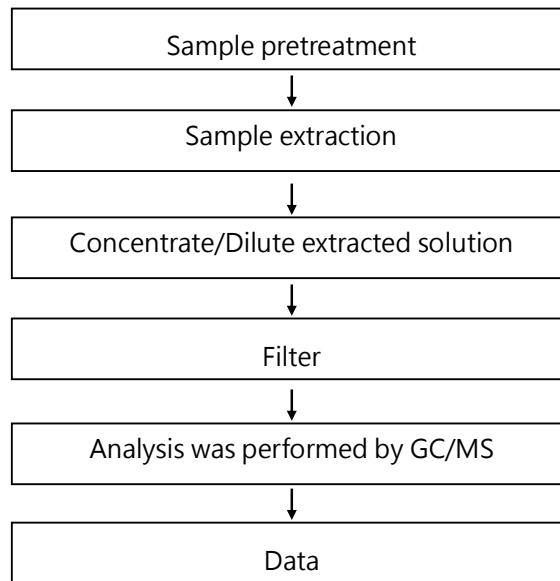 Sample pretreatment
Sample extraction
Concentrate/Dilute extracted solution
Filter
Analysis was performed by GC/MS
Data